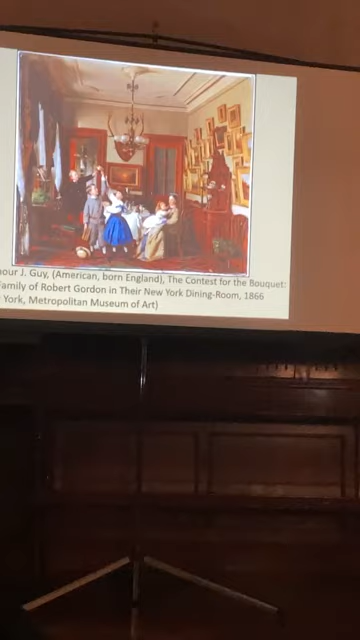 our J. Guy, (American, born England), The Contest for the Bouquet:
amily of Robert Gordon in Their New York Dining-Room, 1866
York, Metropolitan Museum of Art)